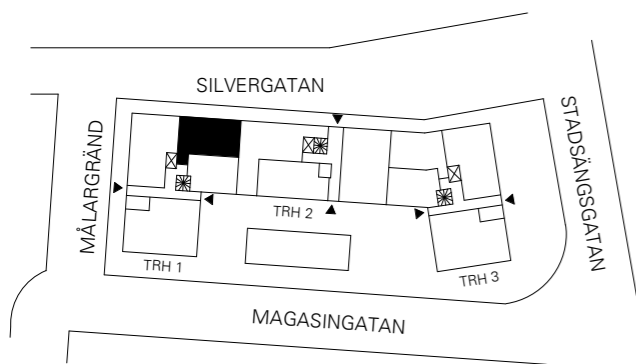 SILVERGATAN
MÅLARGRÄND
STADSÄNGSGATAN
TRH 2
TRH 1
TRH 3
MAGASINGATAN